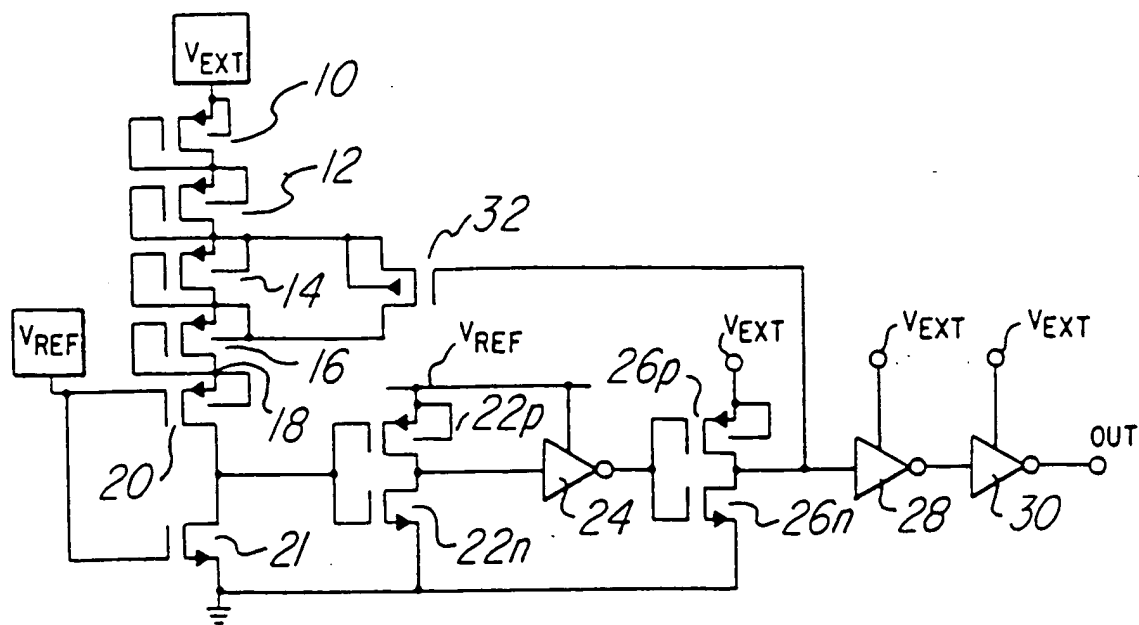 VEXT
10
12
32
14
VREF
16
VREF
VEXT
VEXT
VEXT
26p
18
22p
20
OUT
21
22n
24
26n
28
30